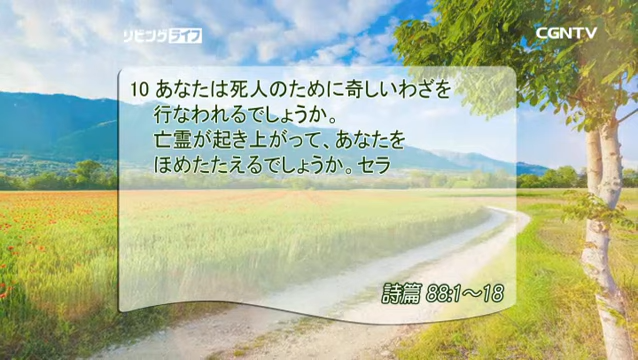 リビングライフ
CGNTV
10 あなたは死人のために奇しいわざを
行なわれるでしょうか。
亡霊が起き上がって、あなたを
ほめたたえるでしょうか。セラ
詩篇 88:1～18